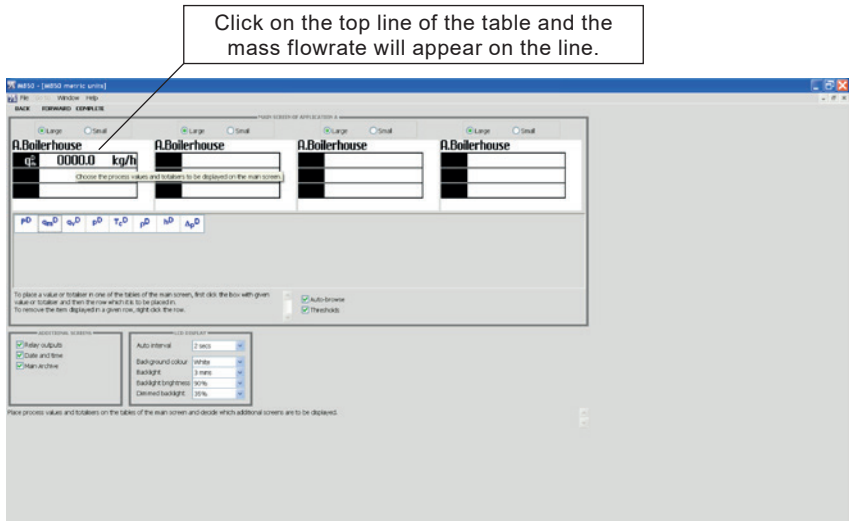 Click on the top line of the table and the
mass flowrate will appear on the line.
M850 - [M850 metric units]
File Window Help
BACK FORWARD COMPLETE
MAIN SCREEN OF APPLICATION A
Large Small Large Small Large Small Large Small
A.Boilerhouse A.Boilerhouse A.Boilerhouse A.Boilerhouse
0000.0 kg/h
Choose the process values and totalisers to be displayed on the main screen.
To place a value or totaliser in one of the tables of the main screen, first click the box with given
value or totaliser and then the row which it is to be placed in.
To remove the item displayed in a given row, right click the row.
Auto-browse
Thresholds
ADDITIONAL SCREENS
Relay outputs
Date and time
Main archive
LCD DISPLAY
Auto interval 2 secs
Background colour White
Backlight 3 mins
Backlight brightness 90%
Dimmed backlight 35%
Place process values and totalisers on the tables of the main screen and decide which additional screens are to be displayed.